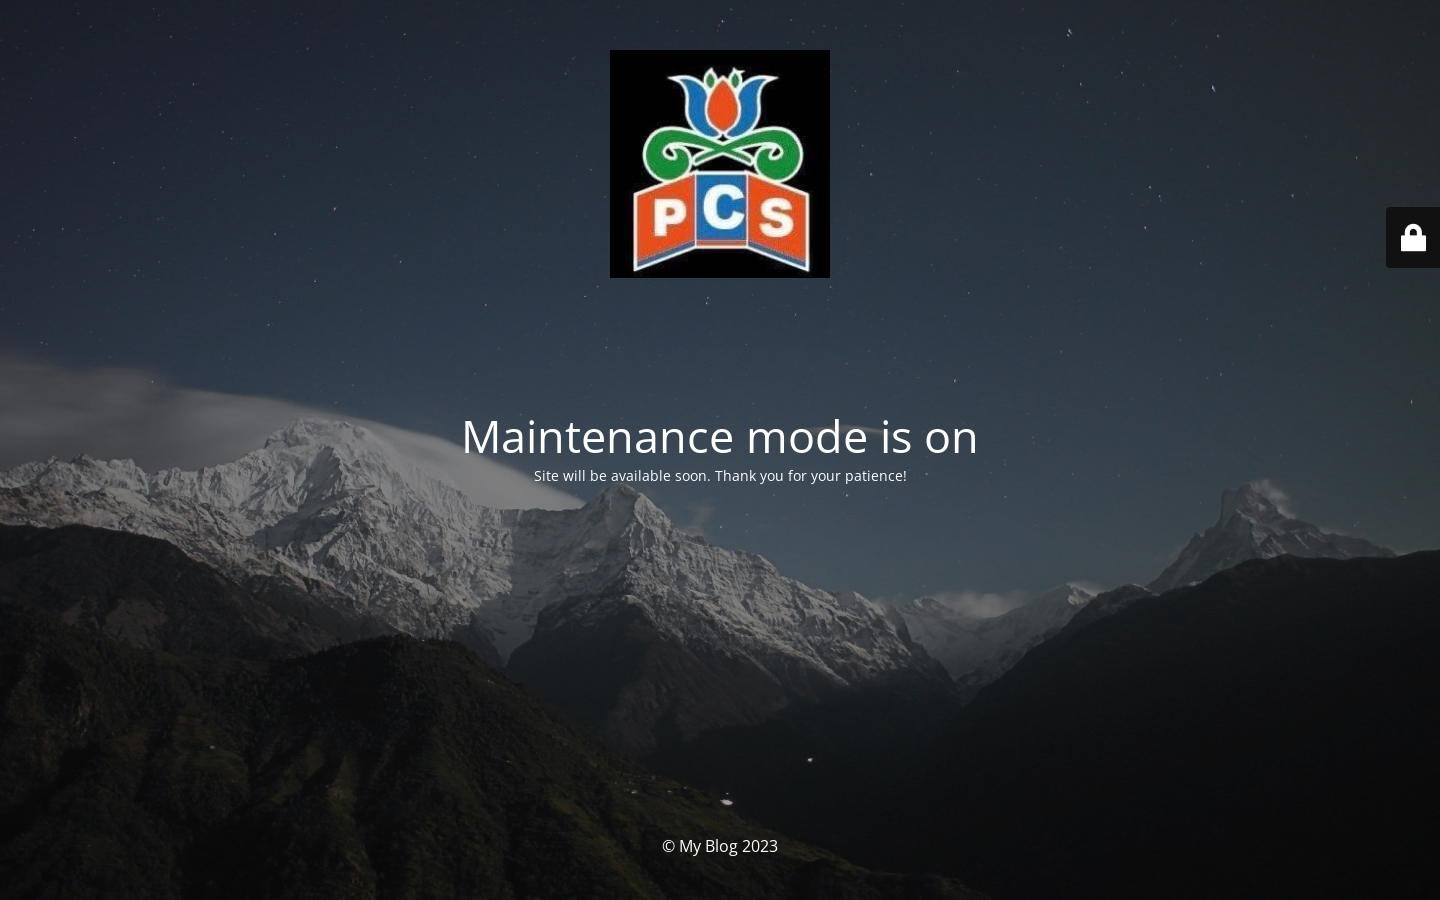 PCS
Maintenance mode is on
Site will be available soon. Thank you for your patience!
© My Blog 2023